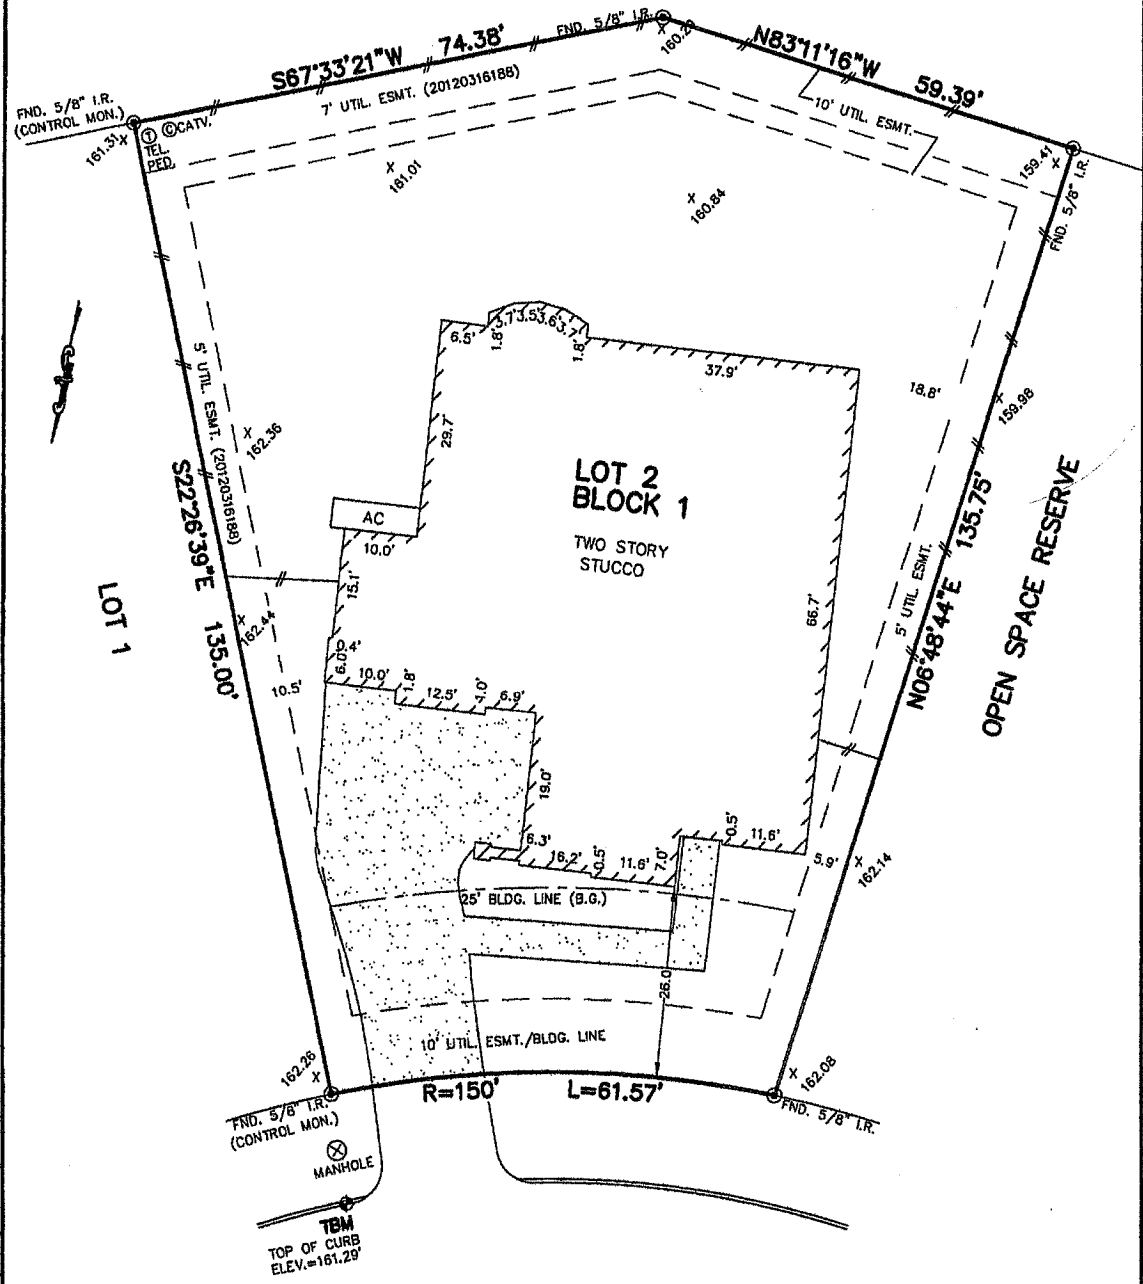 FND. 5/8" I.R.
S67°33'21"W 74.38'
160.29
N83°11'16"W 59.39'
FND. 5/8" I.R.
(CONTROL MON.)
7' UTIL. ESMT. (20120316188)
10' UTIL. ESMT.
161.31
T
C CATV.
TEL.
PED.
161.01
160.84
159.41
FND. 5/8" I.R.
6.5'
1.8'
3.7'
3.5
3.6'
3.7'
1.8'
37.9'
18.8'
159.98
5' UTIL. ESMT. (20120316188)
162.36
29.7'
LOT 2
BLOCK 1
TWO STORY
STUCCO
AC
10.0'
S22°26'39"E 135.00'
15.1'
66.7'
5' UTIL. ESMT.
N06°48'44"E 135.75'
OPEN SPACE RESERVE
LOT 1
162.44
0.4'
6.0'
10.0'
1.8'
12.5'
1.0'
6.9'
10.5'
19.0'
6.3'
16.2'
0.5'
11.6'
7.0'
0.5'
11.6'
5.9'
162.14
25' BLDG. LINE (B.G.)
26.0
10' UTIL. ESMT./BLDG. LINE
162.26
162.08
R=150' L=61.57'
FND. 5/8" I.R.
(CONTROL MON.)
FND. 5/8" I.R.
MANHOLE
TBM
TOP OF CURB
ELEV.=161.29'